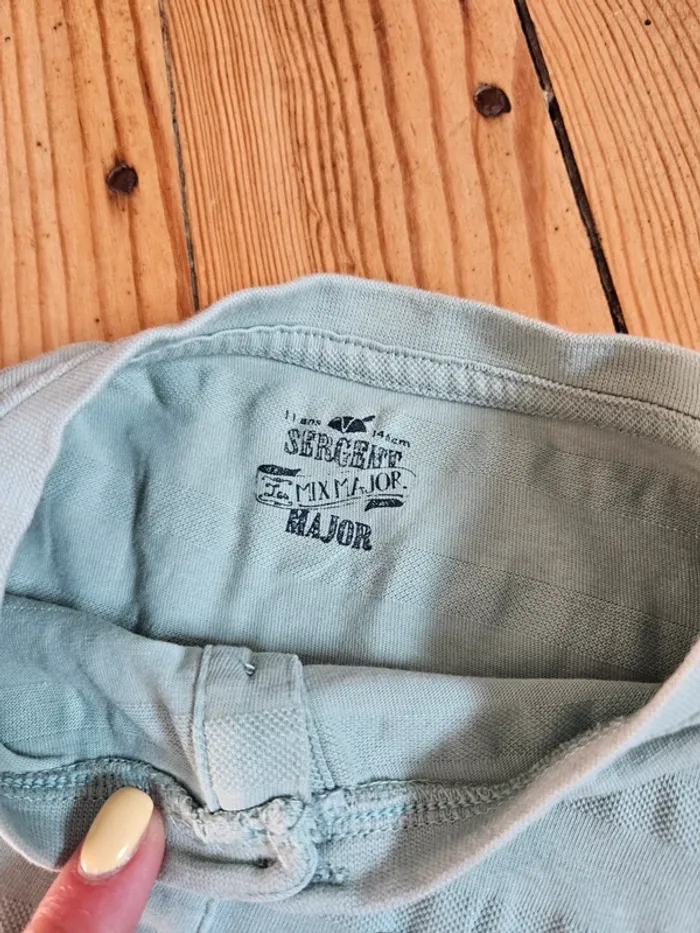 11 ans 146cm
SERGENT
MIX MAJOR.
MAJOR